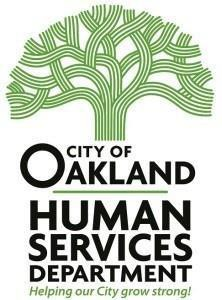 CITY OF
OAKLAND
HUMAN
SERVICES
DEPARTMENT
Helping our City grow strong!